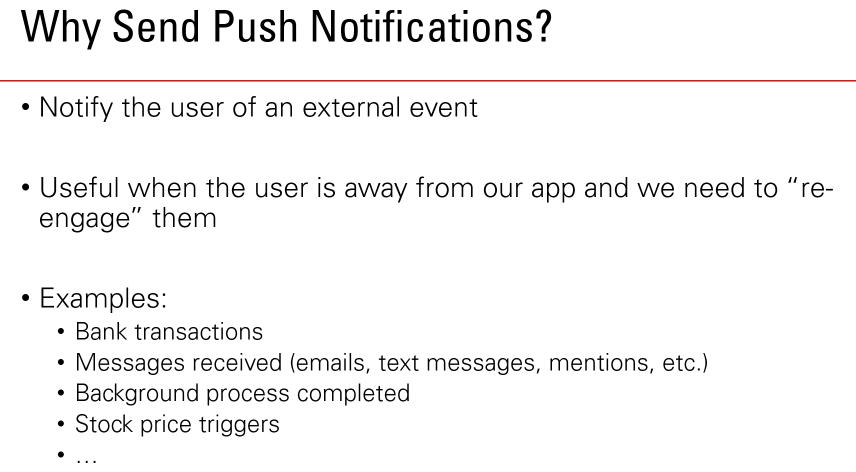 Why Send Push Notifications?
• Notify the user of an external event
• Useful when the user is away from our app and we need to “re-
engage” them
• Examples:
• Bank transactions
• Messages received (emails, text messages, mentions, etc.)
• Background process completed
• Stock price triggers
• …